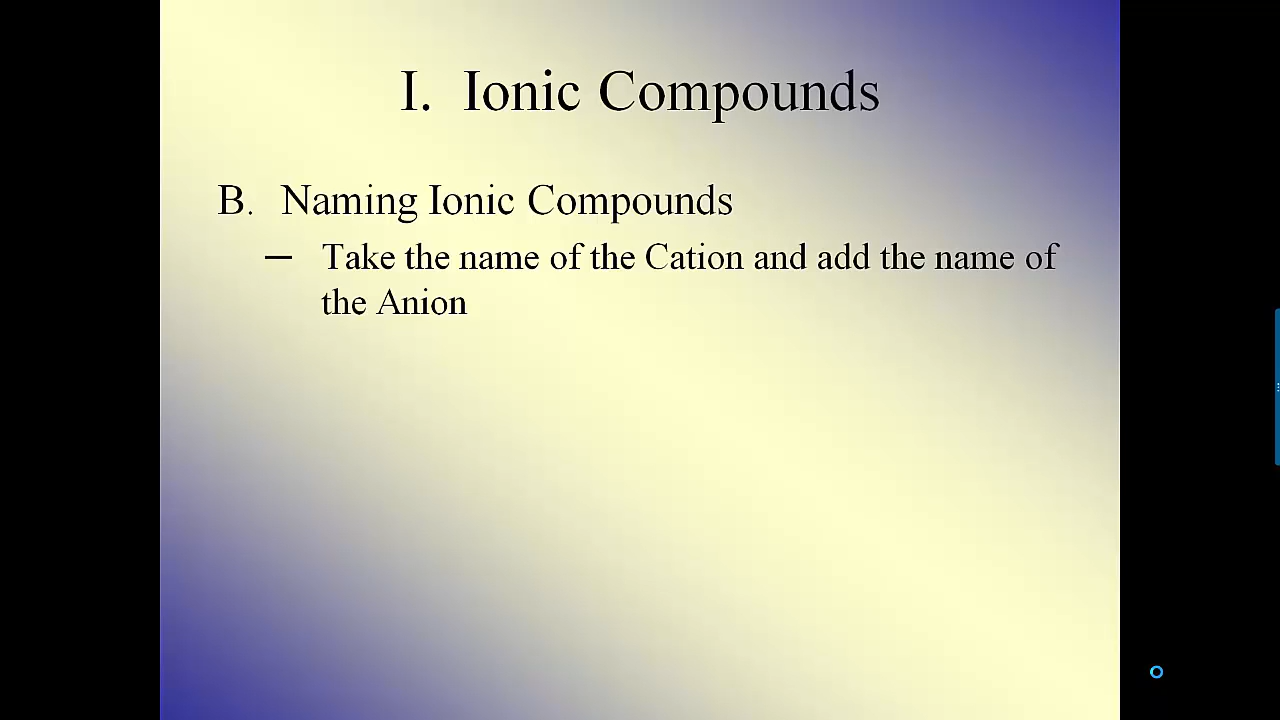 I. Ionic Compounds
B. Naming Ionic Compounds
— Take the name of the Cation and add the name of
the Anion